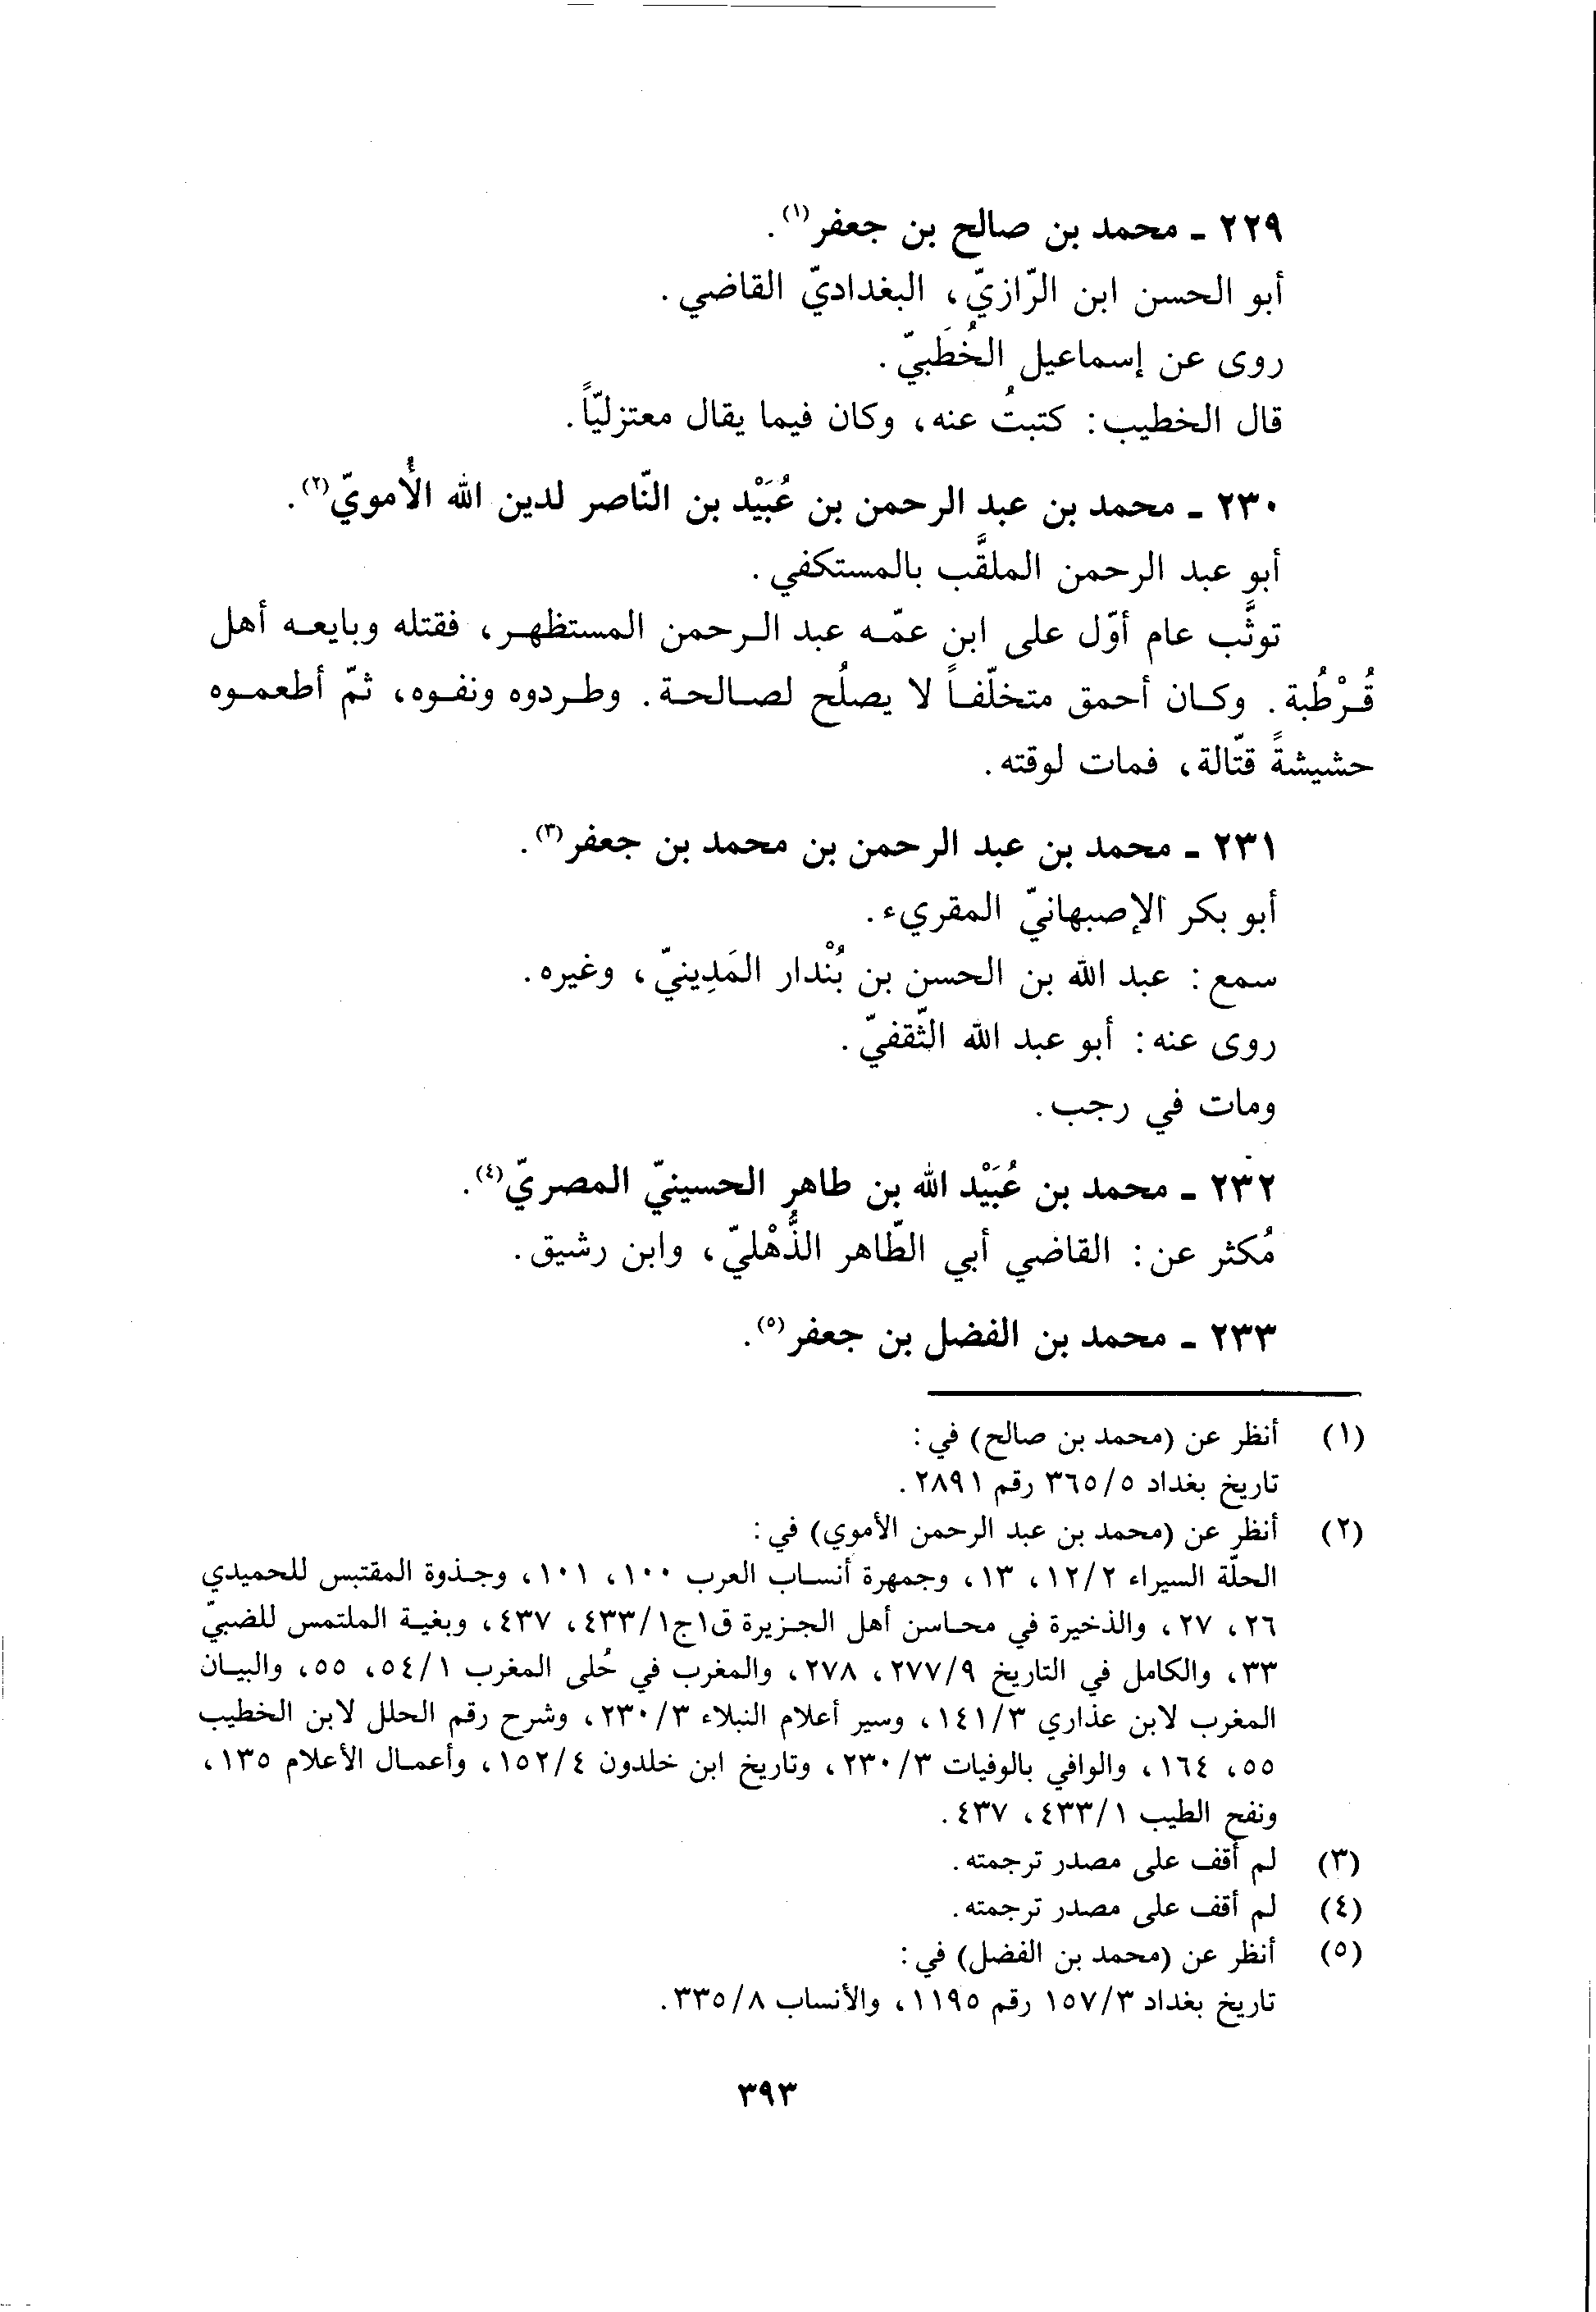 ٢٢٩ ـ محمد بن صالح بن جعفر(١).
أبو الحسن ابن الرّازيّ، البغداديّ القاضي.
روى عن إسماعيل الخُطَبيّ.
قال الخطيب: كتبتُ عنه، وكان فيما يقال معتزليّاً.
٢٣٠ ـ محمد بن عبد الرحمن بن عُبَيْد بن النّاصر لدين الله الأُمويّ(٢).
أبو عبد الرحمن الملقَّب بالمستكفي.
توثَّب عام أوّل على ابن عمّه عبد الرحمن المستظهر، فقتله وبايعه أهل
قُرْطُبة. وكان أحمق متخلّفاً لا يصلُح لصالحة. وطردوه ونفوه، ثمّ أطعموه
حشيشةً قتّالة، فمات لوقته.
٢٣١ ـ محمد بن عبد الرحمن بن محمد بن جعفر(٣).
أبو بكر الإصبهانيّ المقريء.
سمع: عبد الله بن الحسن بن بُنْدار المَدِينيّ، وغيره.
روى عنه: أبو عبد الله الثّقفيّ.
ومات في رجب.
٢٣٢ ـ محمد بن عُبَيْد الله بن طاهر الحسينيّ المصريّ(٤).
مُكثر عن: القاضي أبي الطّاهر الذُّهْليّ، وابن رشيق.
٢٣٣ ـ محمد بن الفضل بن جعفر(٥).
(١) أنظر عن (محمد بن صالح) في:
تاريخ بغداد ٣٦٥/٥ رقم ٢٨٩١.
(٢) أنظر عن (محمد بن عبد الرحمن الأموي) في:
الحلّة السيراء ١٢/٢، ١٣، وجمهرة أنساب العرب ١٠٠، ١٠١، وجذوة المقتبس للحميدي
٢٦، ٢٧، والذخيرة في محاسن أهل الجزيرة ق١ج٤٣٣/١، ٤٣٧، وبغية الملتمس للضبيّ
٣٣، والكامل في التاريخ ٢٧٧/٩، ٢٧٨، والمغرب في حُلى المغرب ٥٤/١، ٥٥، والبيان
المغرب لابن عذاري ١٤١/٣، وسير أعلام النبلاء ٢٣٠/٣، وشرح رقم الحلل لابن الخطيب
٥٥، ١٦٤، والوافي بالوفيات ٢٣٠/٣، وتاريخ ابن خلدون ١٥٢/٤، وأعمال الأعلام ١٣٥،
ونفح الطيب ٤٣٣/١، ٤٣٧.
(٣) لم أقف على مصدر ترجمته.
(٤) لم أقف على مصدر ترجمته.
(٥) أنظر عن (محمد بن الفضل) في:
تاريخ بغداد ١٥٧/٣ رقم ١١٩٥، والأنساب ٣٣٥/٨.
٣٩٣